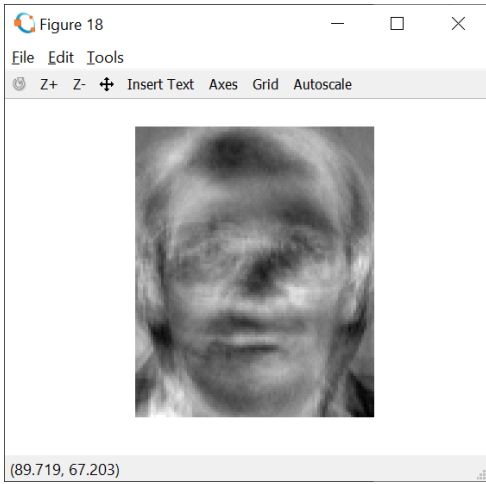 Figure 18
File Edit Tools
Z+ Z- Insert Text Axes Grid Autoscale
(89.719, 67.203)